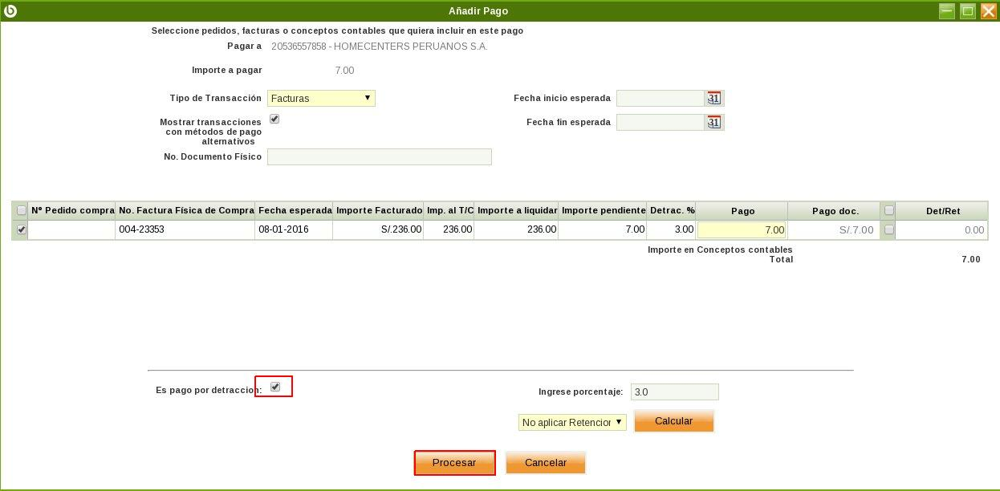 Añadir Pago
Seleccione pedidos, facturas o conceptos contables que quiera incluir en este pago
Pagar a 20536557858 - HOMECENTERS PERUANOS S.A.
Importe a pagar 7.00
Tipo de Transacción Facturas Fecha inicio esperada 31
Mostrar transacciones
con métodos de pago
alternativos
Fecha fin esperada 31
No. Documento Físico
Nº Pedido compra No. Factura Física de Compra Fecha esperada Importe Facturado Imp. al T/C Importe a liquidar Importe pendiente Detrac. % Pago Pago doc. Det/Ret
004-23353 08-01-2016 S/.236.00 236.00 236.00 7.00 3.00 7.00 S/.7.00 0.00
Importe en Conceptos contables
Total 7.00
Es pago por detraccion: Ingrese porcentaje: 3.0
No aplicar Retencior Calcular
Procesar Cancelar